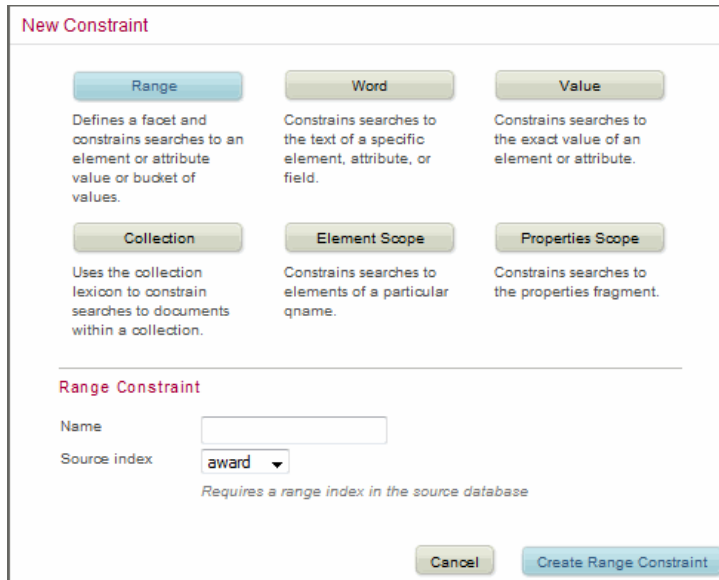 New Constraint
Range
Word
Value
Defines a facet and
constrains searches to an
element or attribute
value or bucket of
values.
Constrains searches to
the text of a specific
element, attribute, or
field.
Constrains searches to
the exact value of an
element or attribute.
Collection
Element Scope
Properties Scope
Uses the collection
lexicon to constrain
searches to documents
within a collection.
Constrains searches to
elements of a particular
qname.
Constrains searches to
the properties fragment.
Range Constraint
Name
Source index
award
Requires a range index in the source database
Cancel
Create Range Constraint